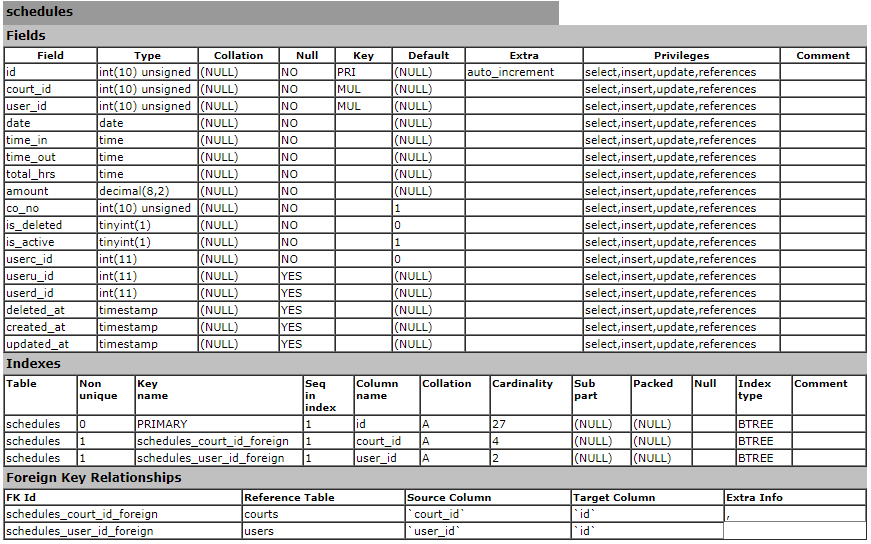 schedules
Fields
Field Type Collation Null Key Default Extra Privileges Comment
id int(10) unsigned (NULL) NO PRI (NULL) auto_increment select,insert,update,references
court_id int(10) unsigned (NULL) NO MUL (NULL) select,insert,update,references
user_id int(10) unsigned (NULL) NO MUL (NULL) select,insert,update,references
date date (NULL) NO (NULL) select,insert,update,references
time_in time (NULL) NO (NULL) select,insert,update,references
time_out time (NULL) NO (NULL) select,insert,update,references
total_hrs time (NULL) NO (NULL) select,insert,update,references
amount decimal(8,2) (NULL) NO (NULL) select,insert,update,references
co_no int(10) unsigned (NULL) NO 1 select,insert,update,references
is_deleted tinyint(1) (NULL) NO 0 select,insert,update,references
is_active tinyint(1) (NULL) NO 1 select,insert,update,references
userc_id int(11) (NULL) NO 0 select,insert,update,references
useru_id int(11) (NULL) YES (NULL) select,insert,update,references
userd_id int(11) (NULL) YES (NULL) select,insert,update,references
deleted_at timestamp (NULL) YES (NULL) select,insert,update,references
created_at timestamp (NULL) YES (NULL) select,insert,update,references
updated_at timestamp (NULL) YES (NULL) select,insert,update,references
Indexes
Table Non unique Key name Seq in index Column name Collation Cardinality Sub part Packed Null Index type Comment
schedules 0 PRIMARY 1 id A 27 (NULL) (NULL) BTREE
schedules 1 schedules_court_id_foreign 1 court_id A 4 (NULL) (NULL) BTREE
schedules 1 schedules_user_id_foreign 1 user_id A 2 (NULL) (NULL) BTREE
Foreign Key Relationships
FK Id Reference Table Source Column Target Column Extra Info
schedules_court_id_foreign courts `court_id` `id` ,
schedules_user_id_foreign users `user_id` `id`